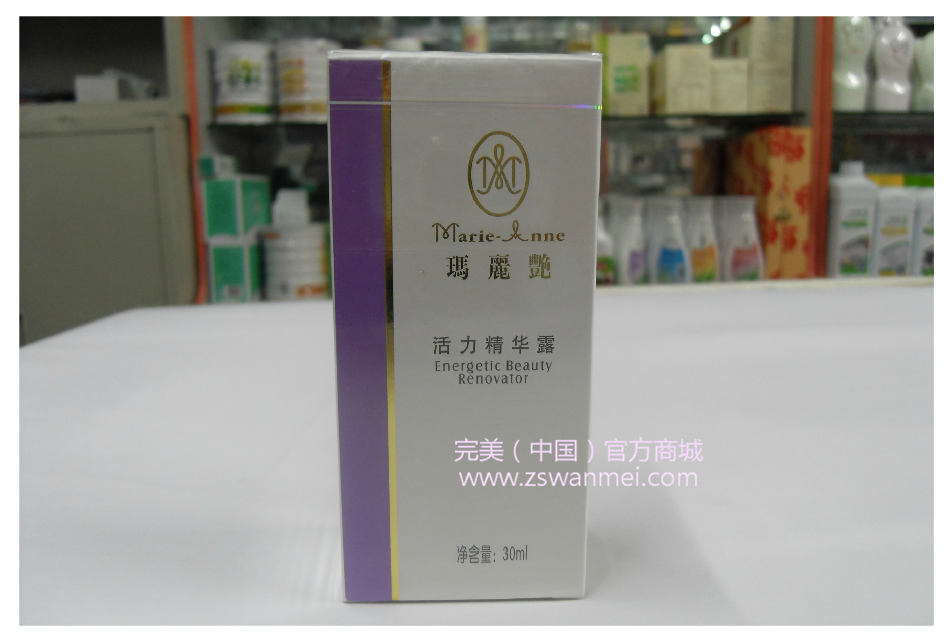 Marie-Anne
瑪麗艷
活力精华露
Energetic Beauty
Renovator
完美(中国)官方商城
www.zswanmei.com
净含量: 30ml